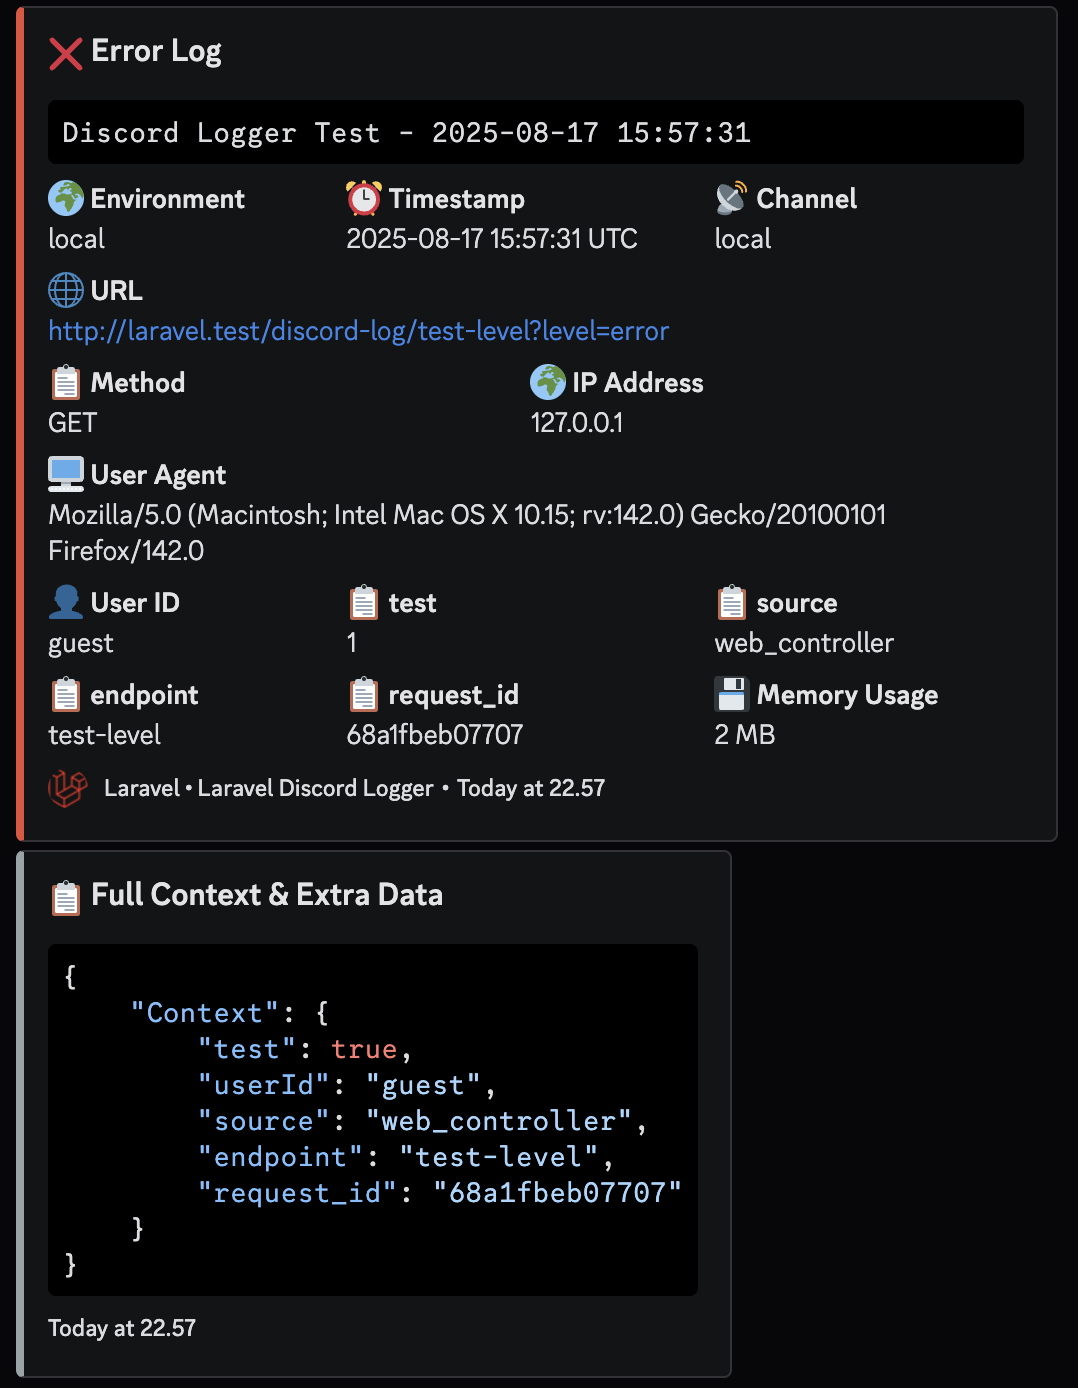 ❌ Error Log
Discord Logger Test - 2025-08-17 15:57:31
🌍 Environment ⏰ Timestamp 📡 Channel
local 2025-08-17 15:57:31 UTC local
🌐 URL
http://laravel.test/discord-log/test-level?level=error
📋 Method 🌍 IP Address
GET 127.0.0.1
🖥️ User Agent
Mozilla/5.0 (Macintosh; Intel Mac OS X 10.15; rv:142.0) Gecko/20100101
Firefox/142.0
👤 User ID 📋 test 📋 source
guest 1 web_controller
📋 endpoint 📋 request_id 💾 Memory Usage
test-level 68a1fbeb07707 2 MB
Laravel • Laravel Discord Logger • Today at 22.57
📋 Full Context & Extra Data
{
    "Context": {
        "test": true,
        "userId": "guest",
        "source": "web_controller",
        "endpoint": "test-level",
        "request_id": "68a1fbeb07707"
    }
}
Today at 22.57